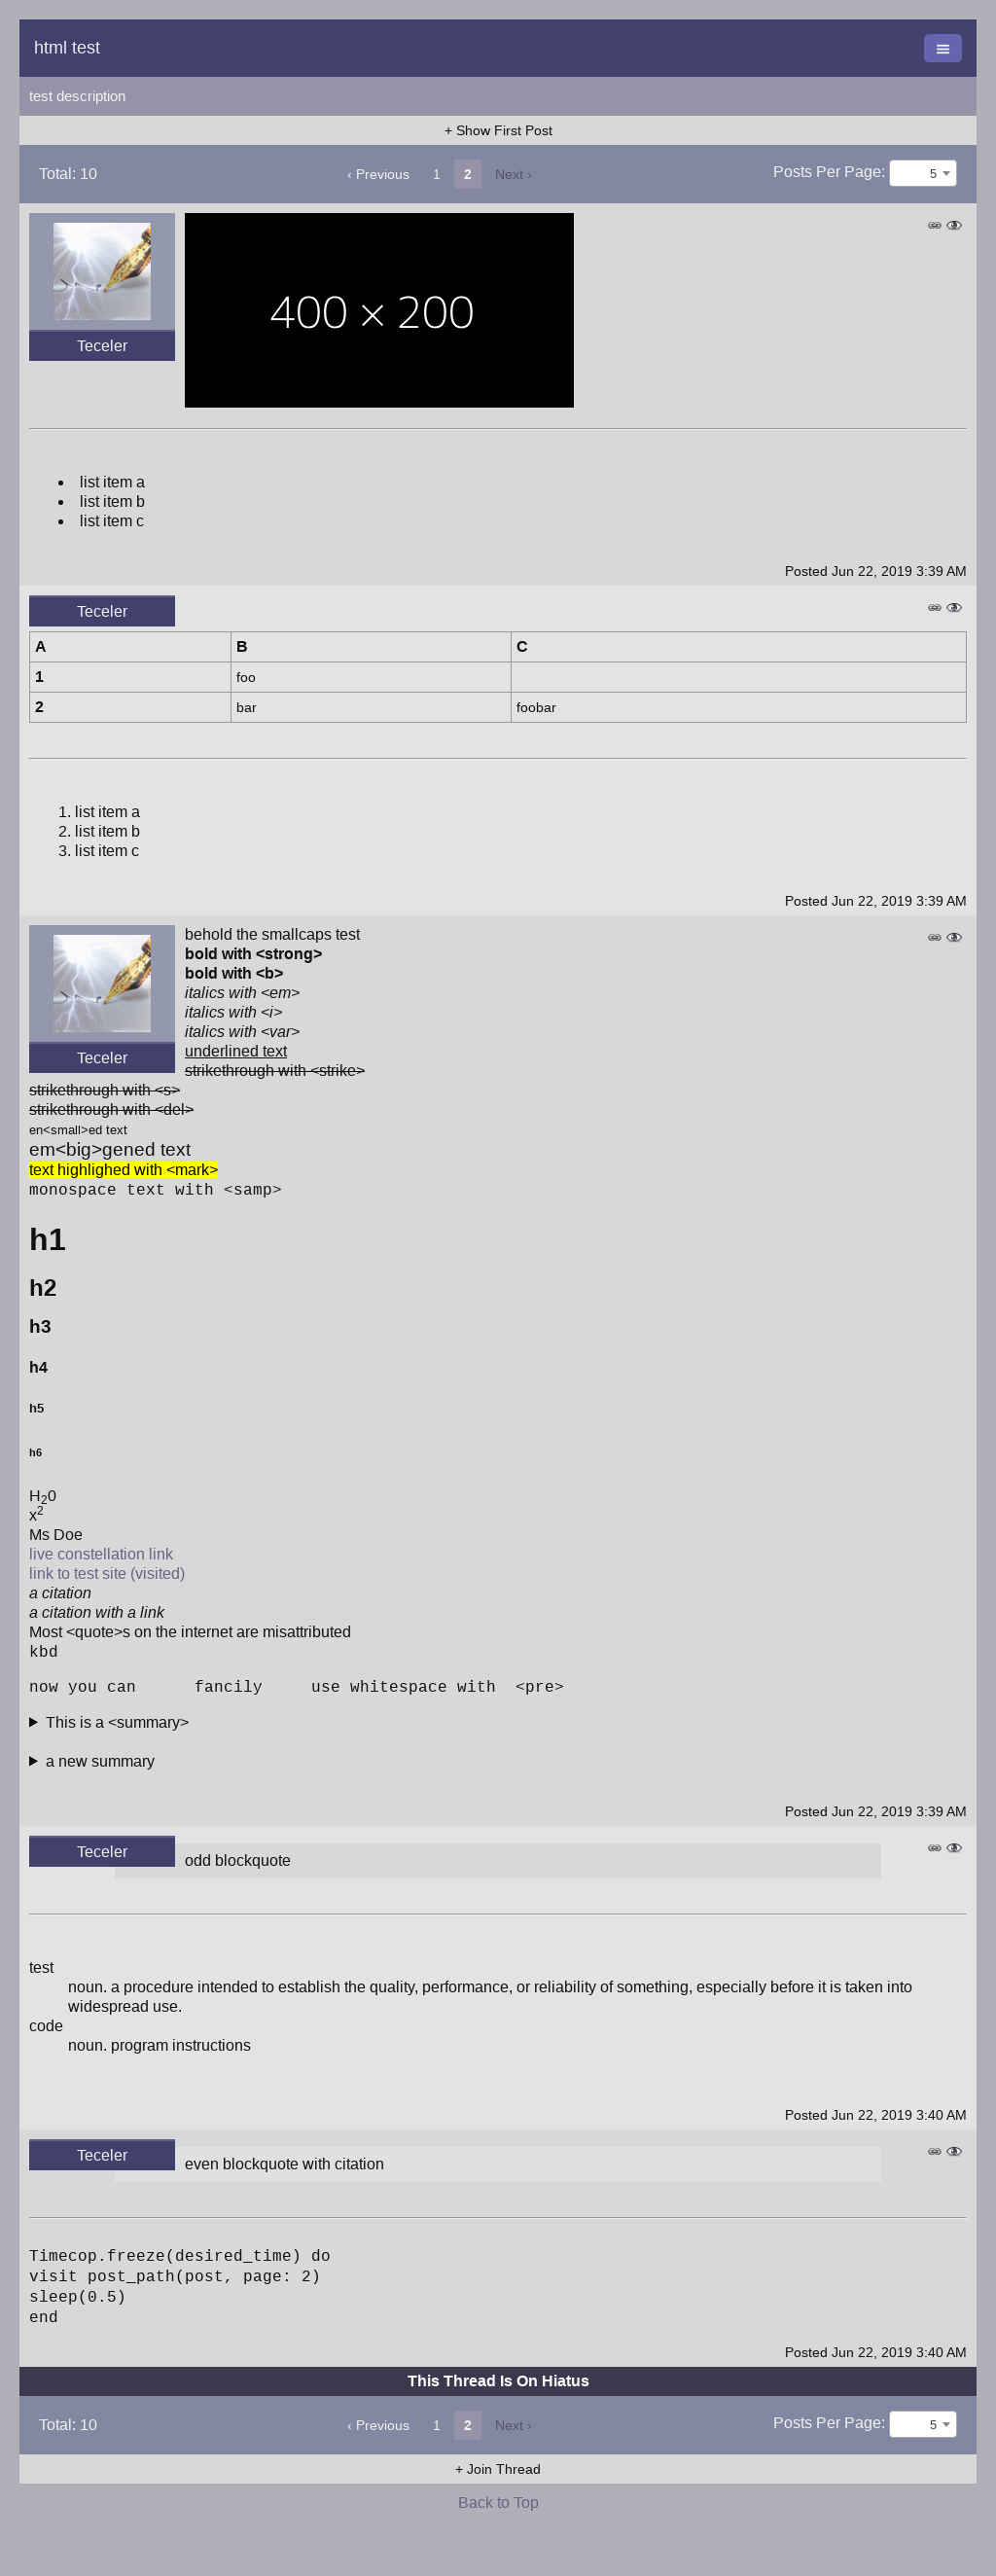 html test
test description
+ Show First Post
Total: 10 ‹ Previous 1 2 Next › Posts Per Page: 5
400 × 200
Teceler
list item a
list item b
list item c
Posted Jun 22, 2019 3:39 AM
Teceler
A B C
1 foo
2 bar foobar
1. list item a
2. list item b
3. list item c
Posted Jun 22, 2019 3:39 AM
Teceler
behold the smallcaps test
bold with <strong>
bold with <b>
italics with <em>
italics with <i>
italics with <var>
underlined text
strikethrough with <strike>
strikethrough with <s>
strikethrough with <del>
en<small>ed text
em<big>gened text
text highlighed with <mark>
monospace text with <samp>
h1
h2
h3
h4
h5
h6
H20
x2
Ms Doe
live constellation link
link to test site (visited)
a citation
a citation with a link
Most <quote>s on the internet are misattributed
kbd
now you can      fancily     use whitespace with  <pre>
This is a <summary>
a new summary
Posted Jun 22, 2019 3:39 AM
Teceler
odd blockquote
test
noun. a procedure intended to establish the quality, performance, or reliability of something, especially before it is taken into
widespread use.
code
noun. program instructions
Posted Jun 22, 2019 3:40 AM
Teceler
even blockquote with citation
Timecop.freeze(desired_time) do
visit post_path(post, page: 2)
sleep(0.5)
end
Posted Jun 22, 2019 3:40 AM
This Thread Is On Hiatus
Total: 10 ‹ Previous 1 2 Next › Posts Per Page: 5
+ Join Thread
Back to Top